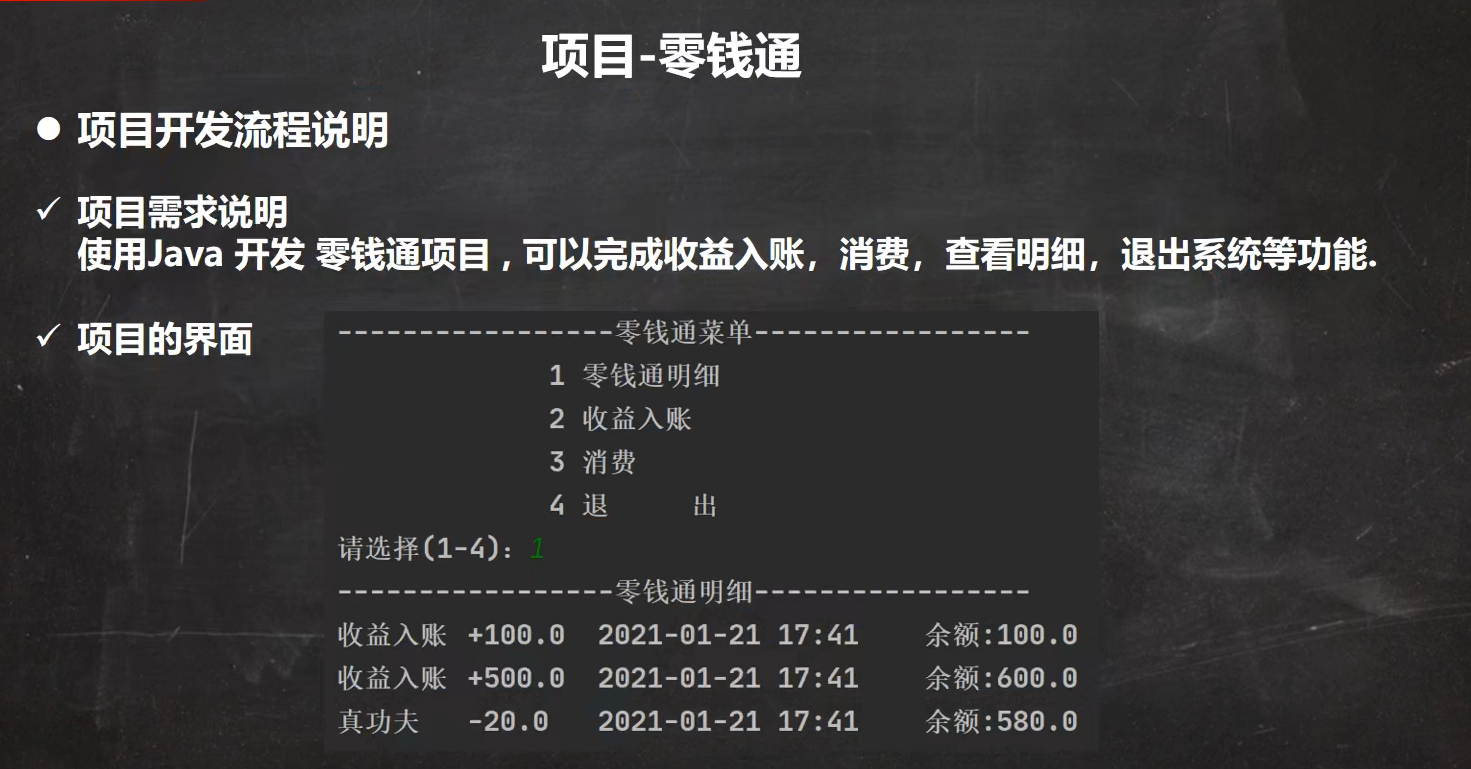 项目-零钱通
● 项目开发流程说明
✓ 项目需求说明
使用Java 开发 零钱通项目 , 可以完成收益入账，消费，查看明细，退出系统等功能.
✓ 项目的界面
-----------------零钱通菜单-----------------
1 零钱通明细
2 收益入账
3 消费
4 退 出
请选择(1-4)：1
-----------------零钱通明细-----------------
收益入账 +100.0 2021-01-21 17:41 余额:100.0
收益入账 +500.0 2021-01-21 17:41 余额:600.0
真功夫 -20.0 2021-01-21 17:41 余额:580.0